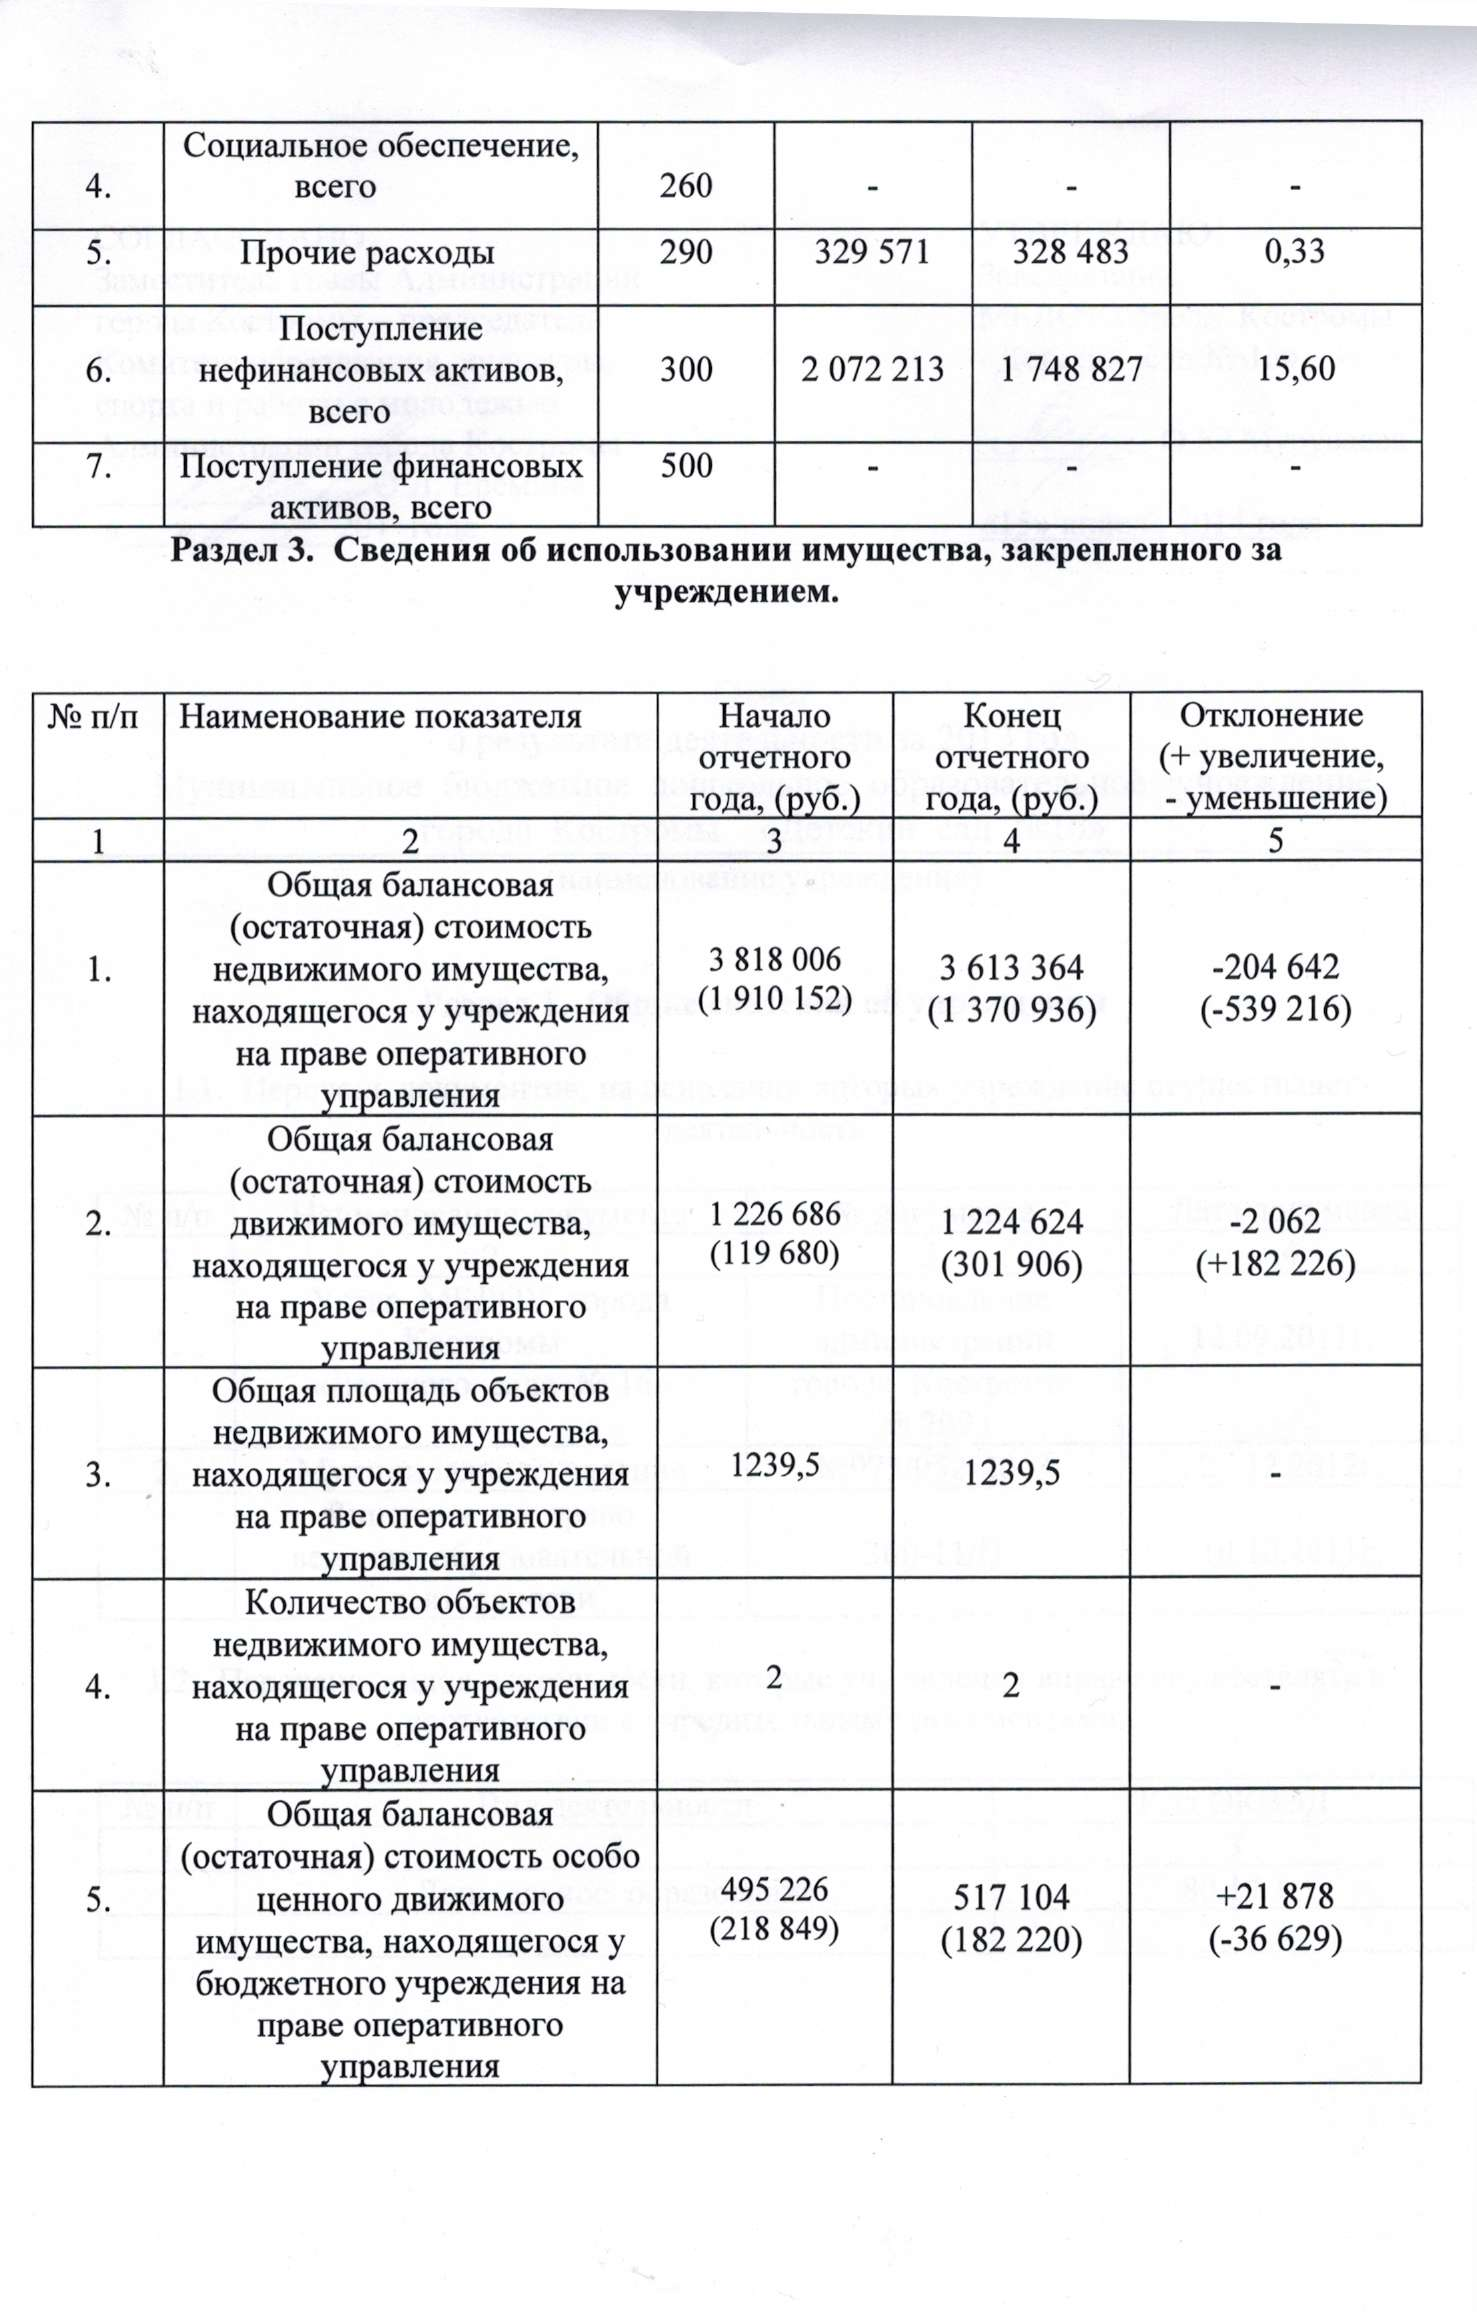 Социальное обеспечение,
4. всего 260 - - -
5. Прочие расходы 290 329 571 328 483 0,33
Поступление
6. нефинансовых активов, 300 2 072 213 1 748 827 15,60
всего
7. Поступление финансовых 500 - - -
активов, всего
Раздел 3. Сведения об использовании имущества, закрепленного за
учреждением.
№ п/п Наименование показателя Начало Конец Отклонение
отчетного отчетного (+ увеличение,
года, (руб.) года, (руб.) - уменьшение)
1 2 3 4 5
Общая балансовая
(остаточная) стоимость
1. недвижимого имущества, 3 818 006 3 613 364 -204 642
находящегося у учреждения (1 910 152) (1 370 936) (-539 216)
на праве оперативного
управления
Общая балансовая
(остаточная) стоимость
2. движимого имущества, 1 226 686 1 224 624 -2 062
находящегося у учреждения (119 680) (301 906) (+182 226)
на праве оперативного
управления
Общая площадь объектов
недвижимого имущества,
3. находящегося у учреждения 1239,5 1239,5 -
на праве оперативного
управления
Количество объектов
недвижимого имущества,
4. находящегося у учреждения 2 2 -
на праве оперативного
управления
Общая балансовая
(остаточная) стоимость особо
5. ценного движимого 495 226 517 104 +21 878
имущества, находящегося у (218 849) (182 220) (-36 629)
бюджетного учреждения на
праве оперативного
управления